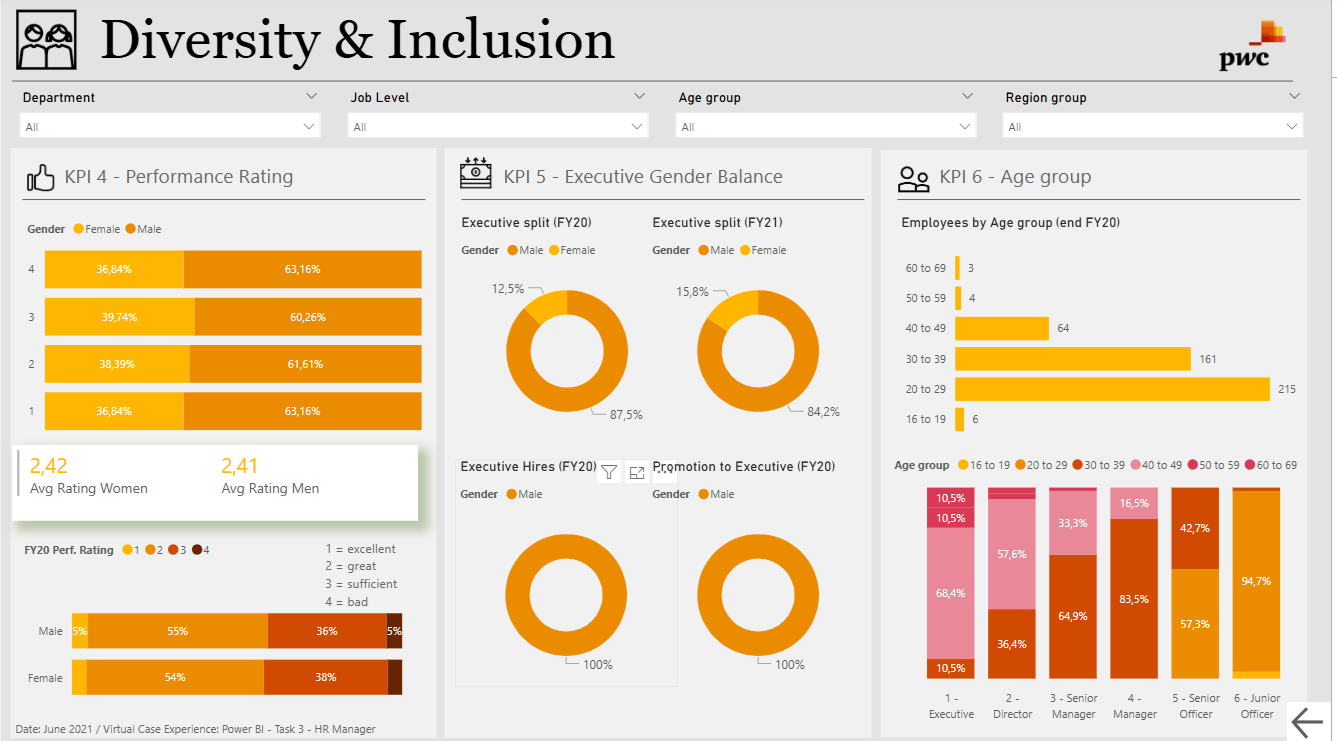 Diversity & Inclusion
pwc
Department
All
Job Level
All
Age group
All
Region group
All
KPI 4 - Performance Rating
Gender Female Male
4 36,84% 63,16%
3 39,74% 60,26%
2 38,39% 61,61%
1 36,84% 63,16%
2,42
Avg Rating Women
2,41
Avg Rating Men
FY20 Perf. Rating 1 2 3 4
1 = excellent
2 = great
3 = sufficient
4 = bad
Male 5% 55% 36% 5%
Female 54% 38%
Date: June 2021 / Virtual Case Experience: Power BI - Task 3 - HR Manager
KPI 5 - Executive Gender Balance
Executive split (FY20)
Gender Male Female
12,5%
87,5%
Executive split (FY21)
Gender Male Female
15,8%
84,2%
Executive Hires (FY20)
Gender Male
100%
Promotion to Executive (FY20)
Gender Male
100%
KPI 6 - Age group
Employees by Age group (end FY20)
60 to 69 3
50 to 59 4
40 to 49 64
30 to 39 161
20 to 29 215
16 to 19 6
Age group 16 to 19 20 to 29 30 to 39 40 to 49 50 to 59 60 to 69
10,5%
10,5%
68,4%
10,5%
1 -
Executive
57,6%
36,4%
2 -
Director
33,3%
64,9%
3 - Senior
Manager
16,5%
83,5%
4 -
Manager
42,7%
57,3%
5 - Senior
Officer
94,7%
6 - Junior
Officer